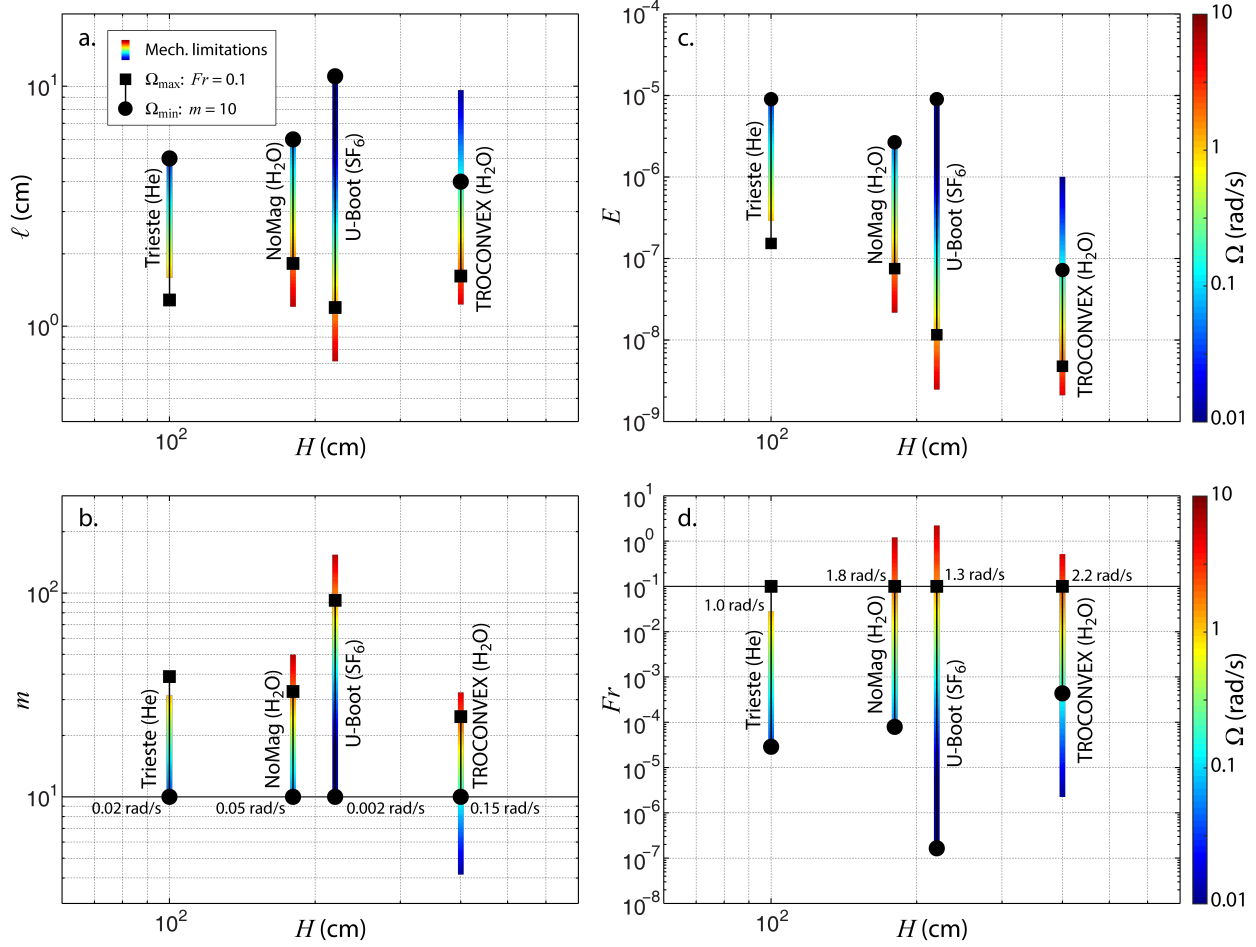 a.
Mech. limitations
Ωmax: Fr = 0.1
Ωmin: m = 10
10¹
10⁰
ℓ (cm)
Trieste (He)
NoMag (H₂O)
U-Boot (SF₆)
TROCONVEX (H₂O)
10²
H (cm)
c.
10⁻⁴
10⁻⁵
10⁻⁶
10⁻⁷
10⁻⁸
10⁻⁹
E
Trieste (He)
NoMag (H₂O)
U-Boot (SF₆)
TROCONVEX (H₂O)
10²
H (cm)
10
1
0.1
0.01
Ω (rad/s)
b.
10²
10¹
m
Trieste (He)
NoMag (H₂O)
U-Boot (SF₆)
TROCONVEX (H₂O)
0.02 rad/s
0.05 rad/s
0.002 rad/s
0.15 rad/s
10²
H (cm)
d.
10¹
10⁰
10⁻¹
10⁻²
10⁻³
10⁻⁴
10⁻⁵
10⁻⁶
10⁻⁷
10⁻⁸
Fr
1.0 rad/s
1.8 rad/s
1.3 rad/s
2.2 rad/s
Trieste (He)
NoMag (H₂O)
U-Boot (SF₆)
TROCONVEX (H₂O)
10²
H (cm)
10
1
0.1
0.01
Ω (rad/s)